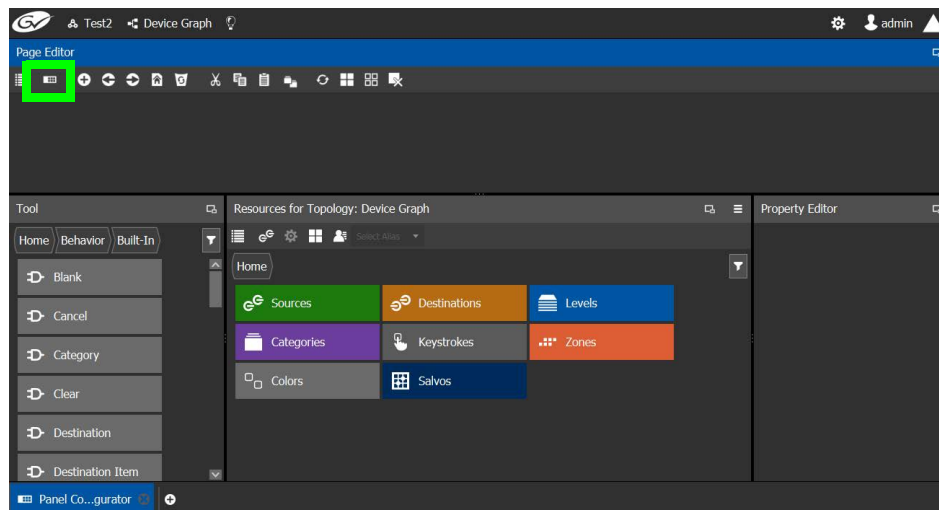 GV Test2 Device Graph admin
Page Editor
Tool
Home Behavior Built-In
Blank
Cancel
Category
Clear
Destination
Destination Item
Resources for Topology: Device Graph
Select Alias
Home
Sources Destinations Levels
Categories Keystrokes Zones
Colors Salvos
Property Editor
Panel Co...gurator